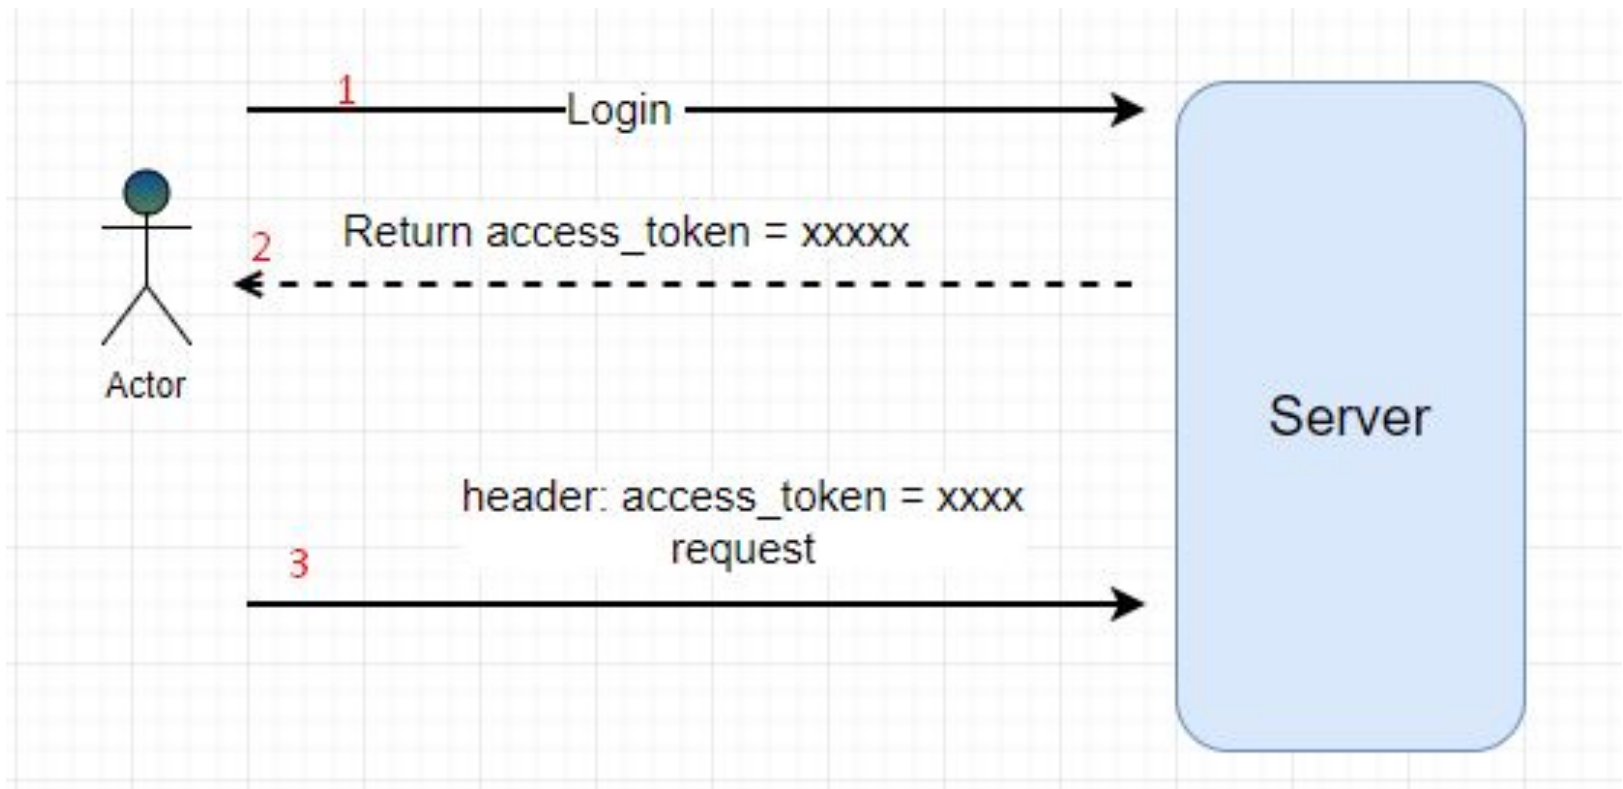 1
Login
2
Return access_token = xxxxx
Actor
Server
header: access_token = xxxx
request
3